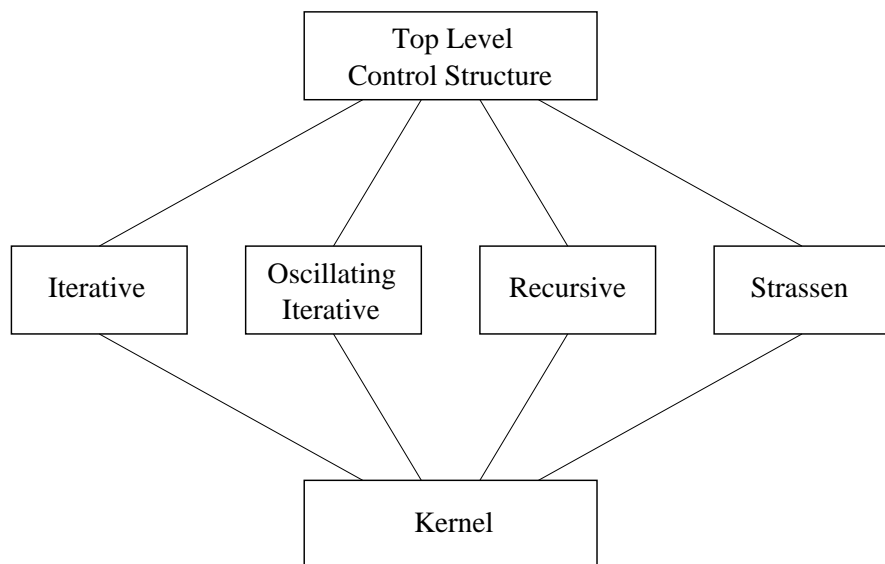 Top Level
Control Structure
Iterative
Oscillating
Iterative
Recursive
Strassen
Kernel